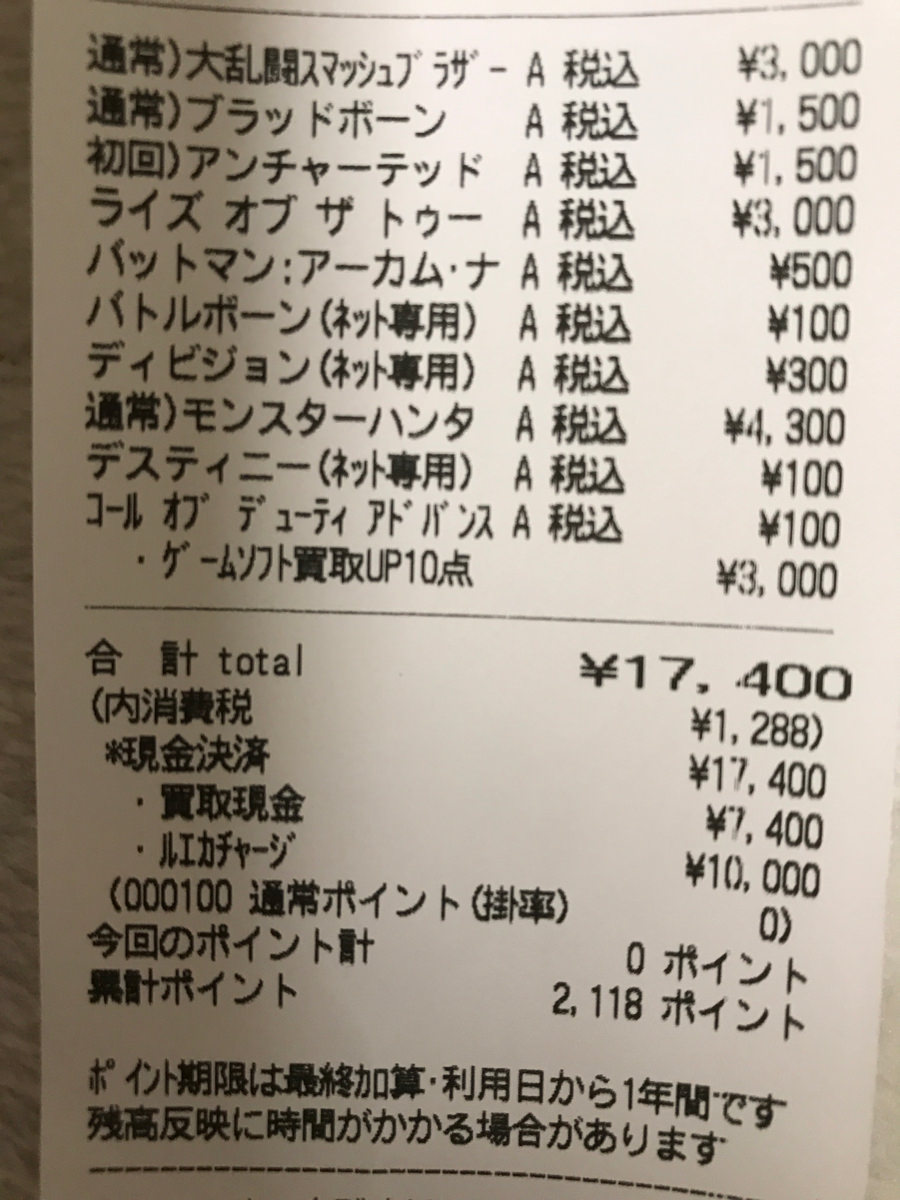 通常)大乱闘スマッシュブラザー A 税込 ¥3,000
通常)ブラッドボーン A 税込 ¥1,500
初回)アンチャーテッド A 税込 ¥1,500
ライズ オブ ザ トゥー A 税込 ¥3,000
バットマン:アーカム・ナ A 税込 ¥500
バトルボーン(ネット専用) A 税込 ¥100
ディビジョン(ネット専用) A 税込 ¥300
通常)モンスターハンタ A 税込 ¥4,300
デスティニー(ネット専用) A 税込 ¥100
コール オブ デューティ アドバンス A 税込 ¥100
・ゲームソフト買取UP10点 ¥3,000
合 計 total ¥17,400
(内消費税 ¥1,288)
*現金決済 ¥17,400
・買取現金 ¥7,400
・ルエカチャージ ¥10,000
(000100 通常ポイント(掛率) 0)
今回のポイント計 0 ポイント
累計ポイント 2,118 ポイント
ポイント期限は最終加算・利用日から1年間です
残高反映に時間がかかる場合があります